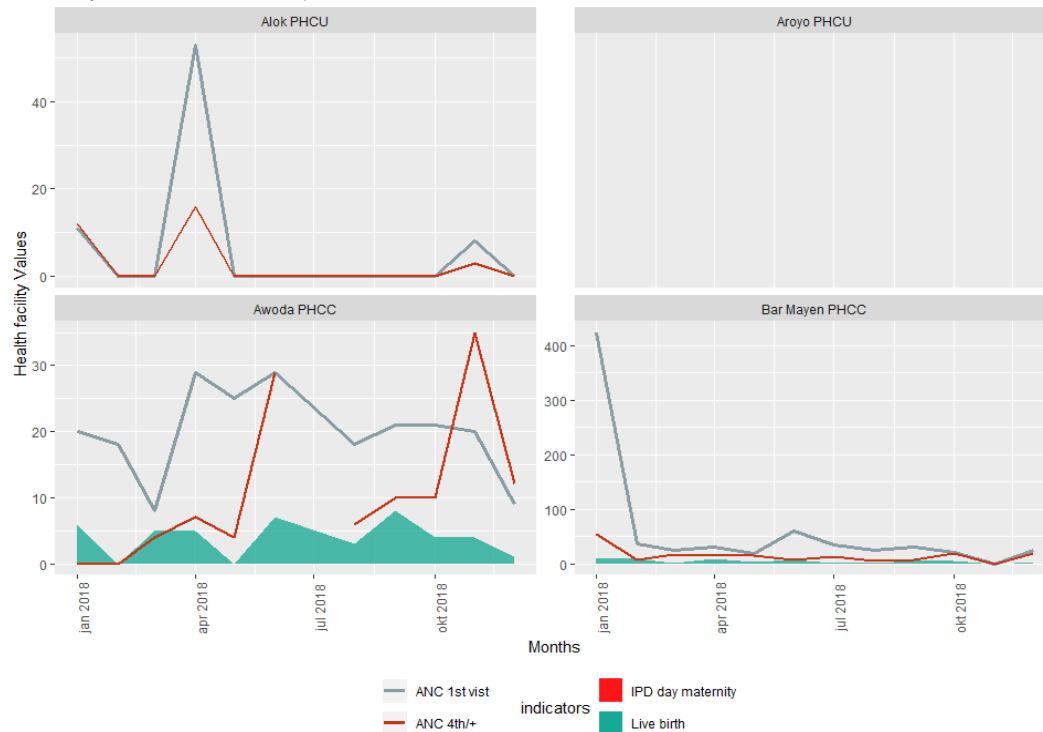 Alok PHCU
Aroyo PHCU
40
20
0
Awoda PHCC
Bar Mayen PHCC
30
20
10
0
400
300
200
100
0
Health facility Values
jan 2018
apr 2018
jul 2018
okt 2018
jan 2018
apr 2018
jul 2018
okt 2018
Months
indicators
ANC 1st vist
ANC 4th/+
IPD day maternity
Live birth